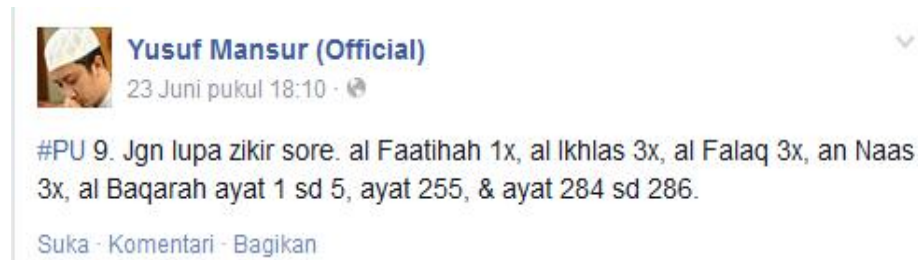 Yusuf Mansur (Official)
23 Juni pukul 18:10 ·
#PU 9. Jgn lupa zikir sore. al Faatihah 1x, al Ikhlas 3x, al Falaq 3x, an Naas
3x, al Baqarah ayat 1 sd 5, ayat 255, & ayat 284 sd 286.
Suka · Komentari · Bagikan